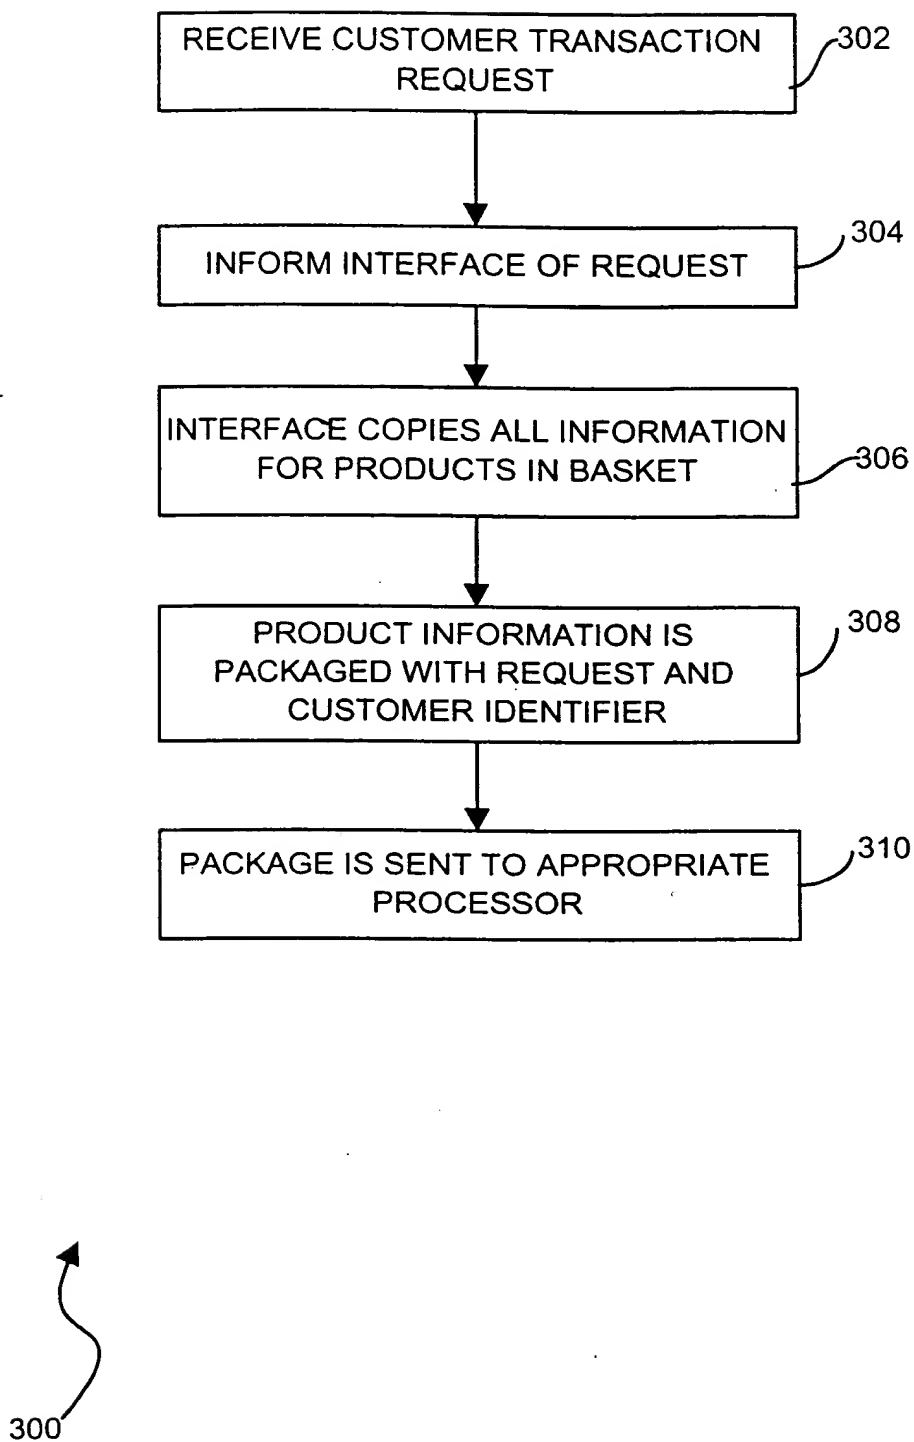 RECEIVE CUSTOMER TRANSACTION
REQUEST
302
INFORM INTERFACE OF REQUEST
304
INTERFACE COPIES ALL INFORMATION
FOR PRODUCTS IN BASKET
306
PRODUCT INFORMATION IS
PACKAGED WITH REQUEST AND
CUSTOMER IDENTIFIER
308
PACKAGE IS SENT TO APPROPRIATE
PROCESSOR
310
300